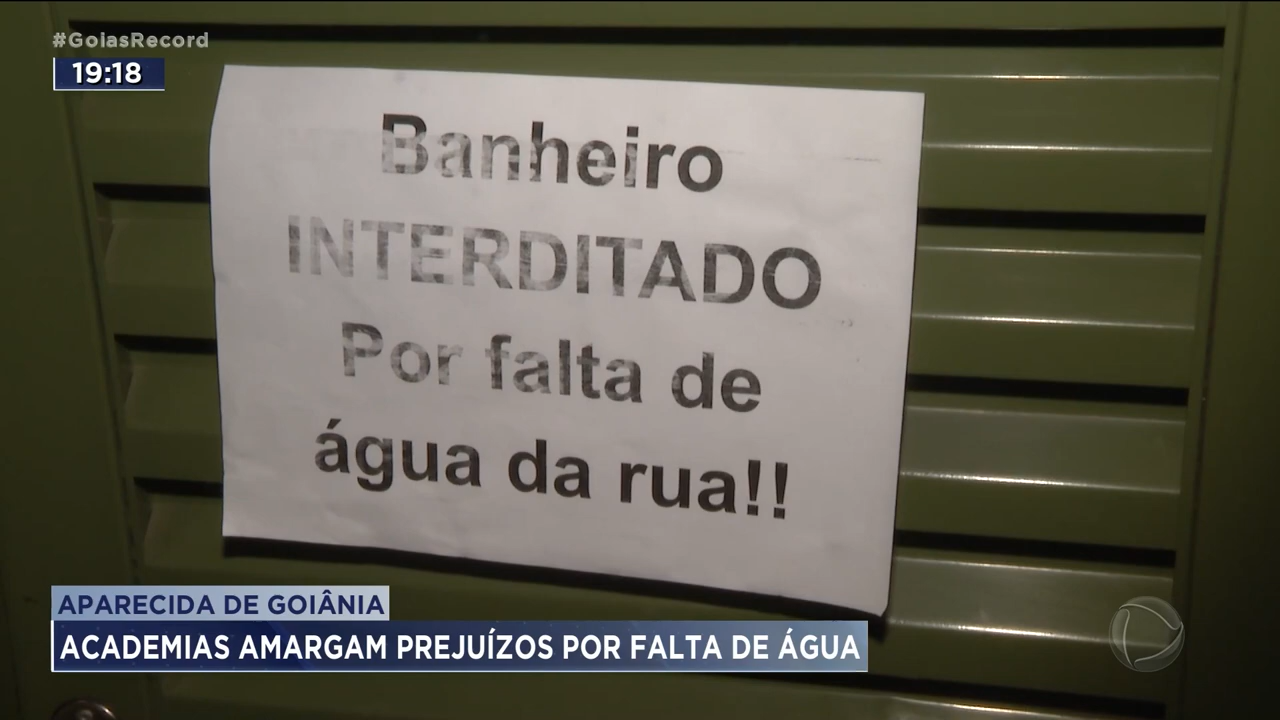 #GoiasRecord
19:18
Banheiro
INTERDITADO
Por falta de
água da rua!!
APARECIDA DE GOIÂNIA
ACADEMIAS AMARGAM PREJUÍZOS POR FALTA DE ÁGUA